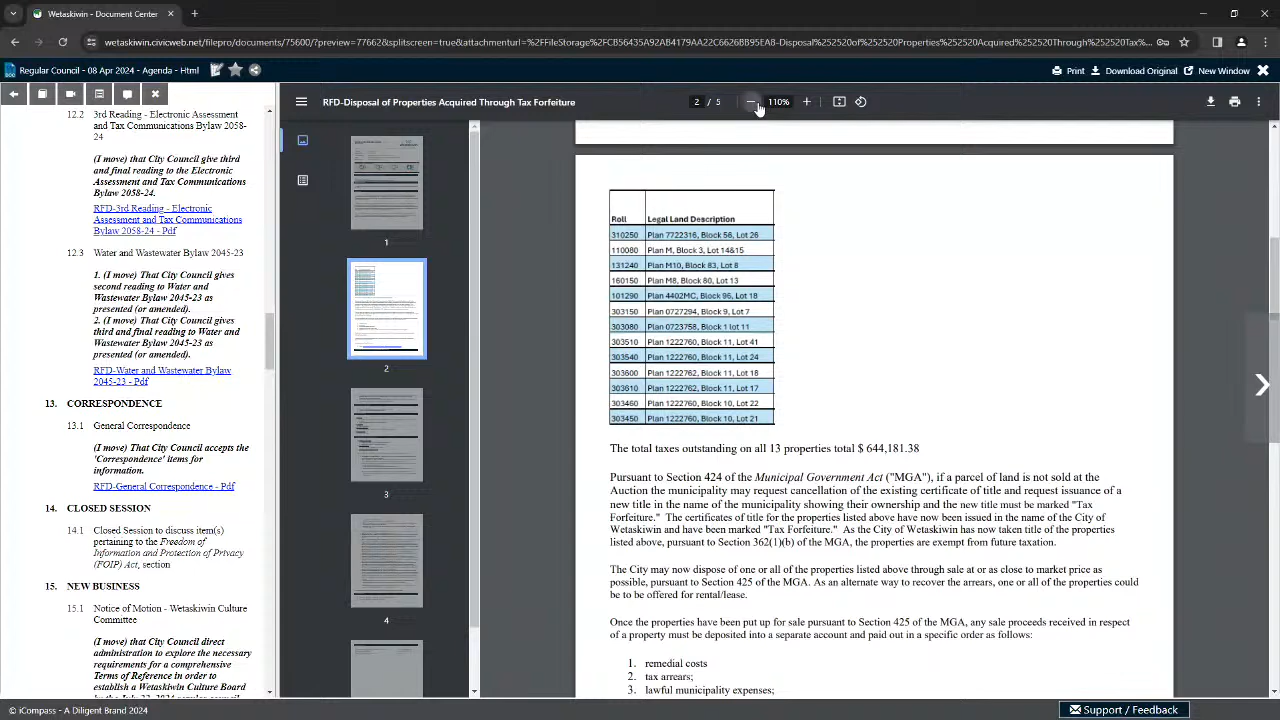 Wetaskiwin - Document Center
wetaskiwin.civicweb.net/filepro/documents/75600/?preview=77662&splitscreen=true&attachmenturl=%2FFileStorage%2FCB56435A92AB4179AA22C6626BB95EA8-Disposal%252520of%252520Properties%252520Acquired%252520Through%252520Tax%...
Regular Council - 08 Apr 2024 - Agenda - Html
Print
Download Original
New Window
RFD-Disposal of Properties Acquired Through Tax Forfeiture
2 / 5
110%
12.2 3rd Reading - Electronic Assessment
and Tax Communications Bylaw 2058-
24
(I move) that City Council give third
and final reading to the Electronic
Assessment and Tax Communications
Bylaw 2058-24.
RFD-3rd Reading - Electronic
Assessment and Tax Communications
Bylaw 2058-24 - Pdf
12.3 Water and Wastewater Bylaw 2045-23
1. (I move) That City Council gives
second reading to Water and
Wastewater Bylaw 2045-23 as
presented (or amended).
2. (I move) That City Council gives
third and final reading to Water and
Wastewater Bylaw 2045-23 as
presented (or amended).
RFD-Water and Wastewater Bylaw
2045-23 - Pdf
13. CORRESPONDENCE
13.1 General Correspondence
(I move) That City Council accepts the
'Correspondence' items for
information.
RFD-General Correspondence - Pdf
14. CLOSED SESSION
14.1 Closed Session to discuss item(s)
pertaining to the Freedom of
Information and Protection of Privacy
(FOIP) Act, section
15. NEW BUSINESS
15.1 Notice of Motion - Wetaskiwin Culture
Committee
(I move) that City Council direct
administration to explore the necessary
requirements for a comprehensive
Terms of Reference in order to
establish a Wetaskiwin Culture Board
1
2
3
4
Roll Legal Land Description
310250 Plan 7722316, Block 56, Lot 26
110080 Plan M, Block 3, Lot 14&15
131240 Plan M10, Block 83, Lot 8
160150 Plan M8, Block 80, Lot 13
101290 Plan 4402MC, Block 96, Lot 18
303150 Plan 0727294, Block 9, Lot 7
303080 Plan 0723758, Block 1 lot 11
303510 Plan 1222760, Block 11, Lot 41
303540 Plan 1222760, Block 11, Lot 24
303600 Plan 1222762, Block 11, Lot 18
303610 Plan 1222762, Block 11, Lot 17
303460 Plan 1222760, Block 10, Lot 22
303450 Plan 1222760, Block 10, Lot 21
The total taxes outstanding on all 13 properties total $ 644,181.38
Pursuant to Section 424 of the Municipal Government Act ("MGA"), if a parcel of land is not sold at the
Auction the municipality may request cancellation of the existing certificate of title and request issuance of a
new title in the name of the municipality showing their ownership and the new title must be marked "Tax
Forfeiture." The certificates of title for the properties listed above have now been issued in the name of the City of
Wetaskiwin and have been marked "Tax Forfeiture." As the City of Wetaskiwin has now taken title of the properties
listed above, pursuant to Section 362(1)(b) of the MGA, the properties are exempt from future taxation.
The City may now dispose of one or all of the properties listed above through sale at or as close to market price as
possible, pursuant to Section 425 of the MGA. As an alternate way to recover the arrears, one or all of the properties could
be to be offered for rental/lease.
Once the properties have been put up for sale pursuant to Section 425 of the MGA, any sale proceeds received in respect
of a property must be deposited into a separate account and paid out in a specific order as follows:
1. remedial costs
2. tax arrears;
3. lawful municipality expenses;
© iCompass - A Diligent Brand 2024
Support / Feedback